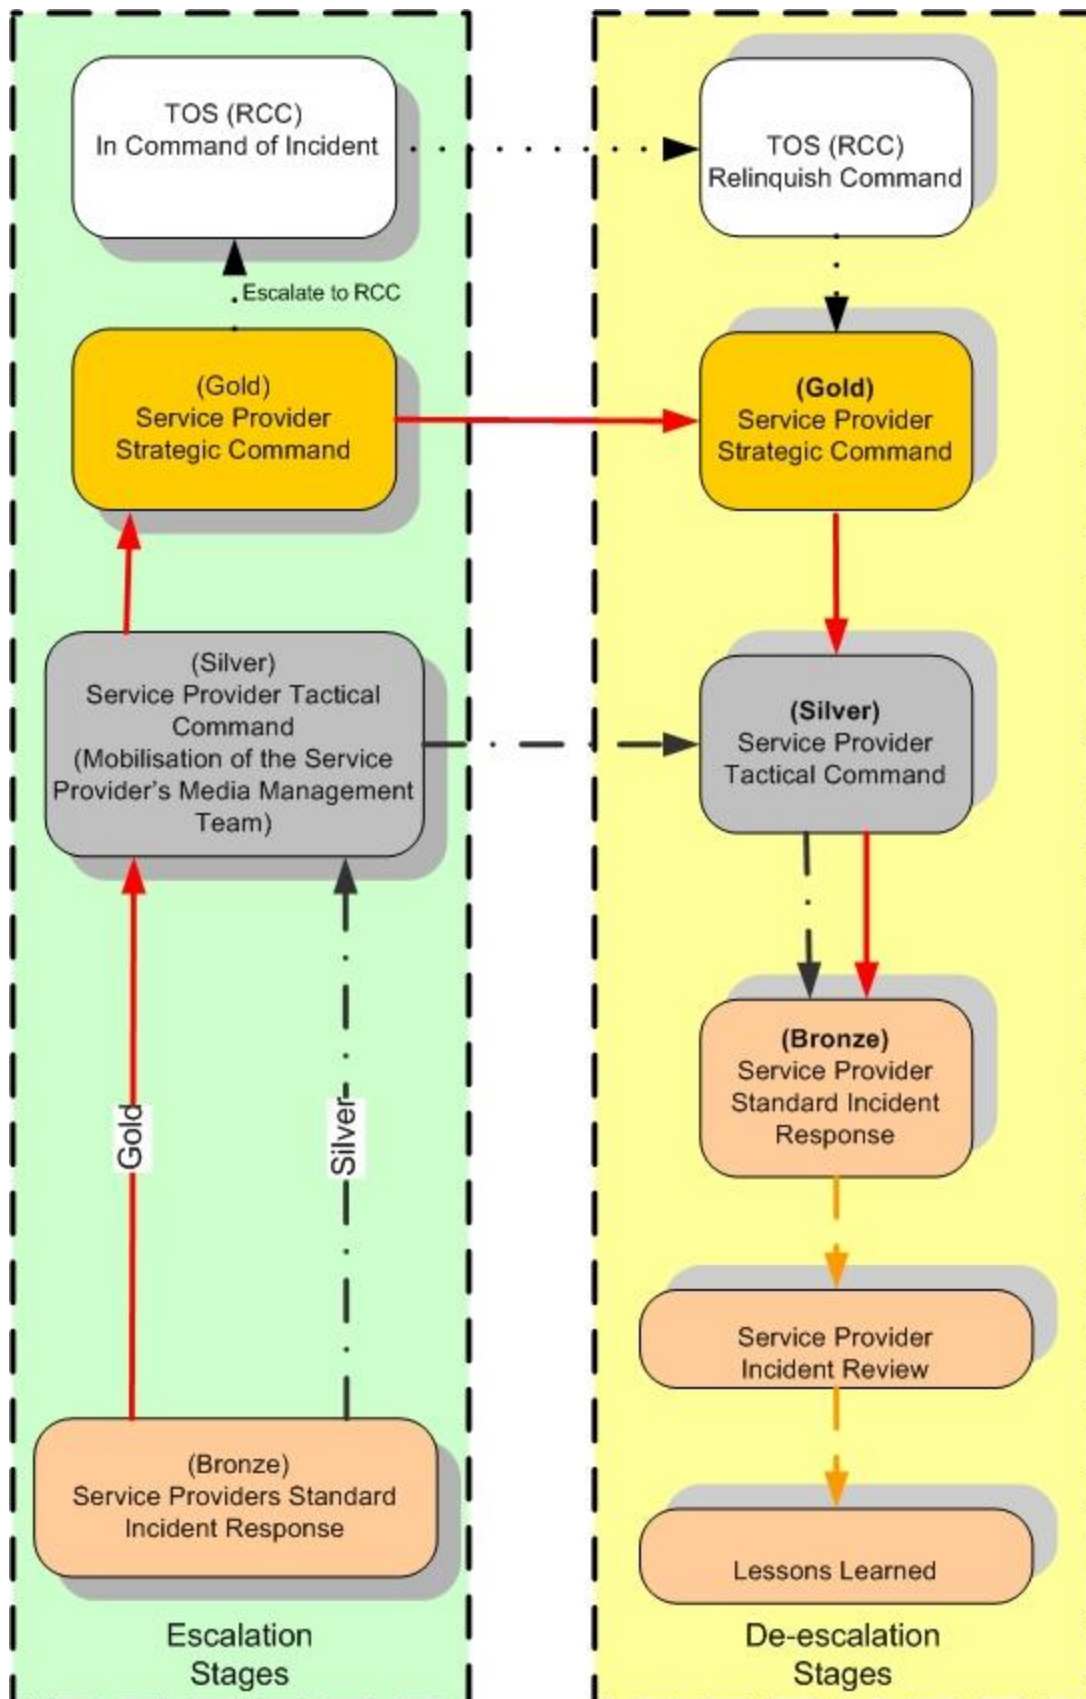 TOS (RCC)
In Command of Incident
Escalate to RCC
(Gold)
Service Provider
Strategic Command
(Silver)
Service Provider Tactical
Command
(Mobilisation of the Service
Provider's Media Management
Team)
Gold
Silver
(Bronze)
Service Providers Standard
Incident Response
Escalation
Stages
TOS (RCC)
Relinquish Command
(Gold)
Service Provider
Strategic Command
(Silver)
Service Provider
Tactical Command
(Bronze)
Service Provider
Standard Incident
Response
Service Provider
Incident Review
Lessons Learned
De-escalation
Stages